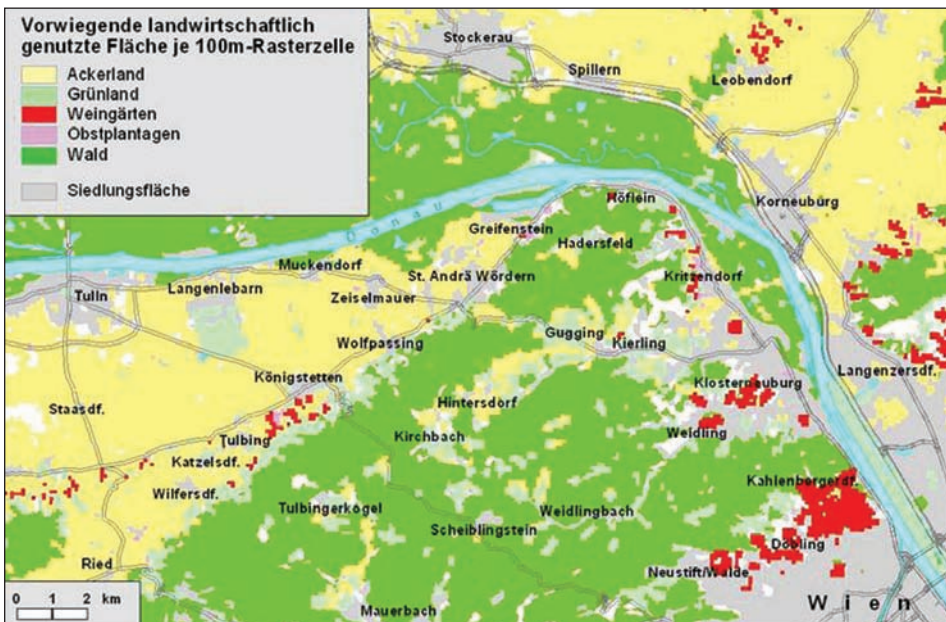 Vorwiegende landwirtschaftlich
genutzte Fläche je 100m-Rasterzelle
Ackerland
Grünland
Weingärten
Obstplantagen
Wald
Siedlungsfläche
Stockerau
Spillern
Leobendorf
Korneuburg
Donau
Höflein
Greifenstein
Hadersfeld
Muckendorf
St. Andrä Wördern
Kritzendorf
Tulln
Langenlebarn
Zeiselmauer
Gugging
Kierling
Wolfpassing
Langenzersdf.
Königstetten
Klosterneuburg
Staasdf.
Hintersdorf
Weidling
Kirchbach
Tulbing
Katzelsdf.
Kahlenbergerdf.
Wilfersdf.
Tulbingerkogel
Weidlingbach
Scheiblingstein
Döbling
Ried
Neustift/Walde
Mauerbach
Wien
0 1 2 km